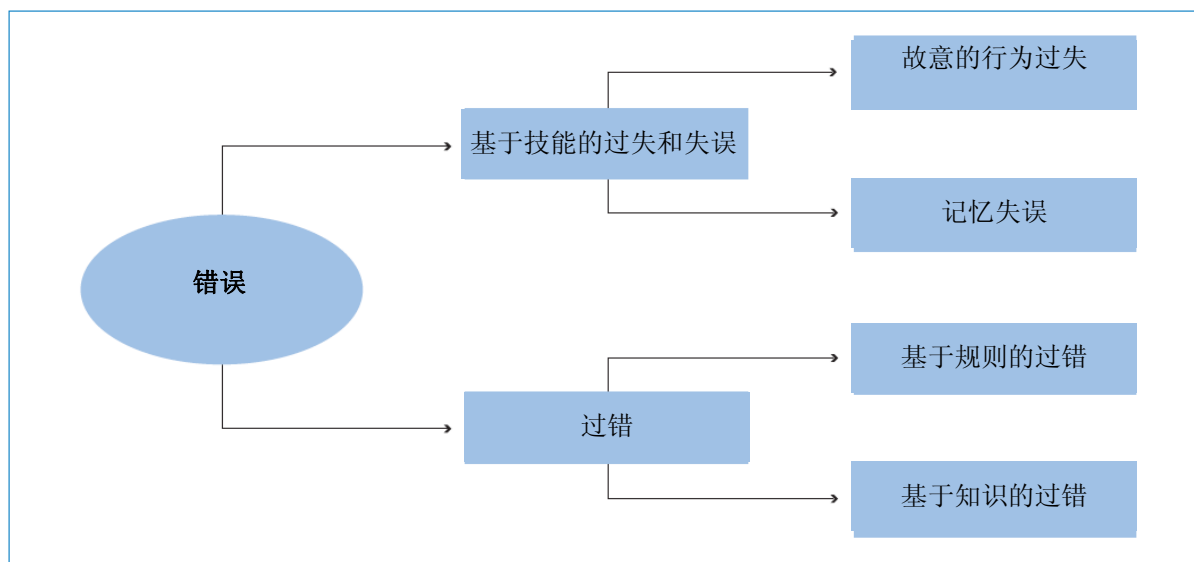 故意的行为过失
基于技能的过失和失误
记忆失误
错误
基于规则的过错
过错
基于知识的过错